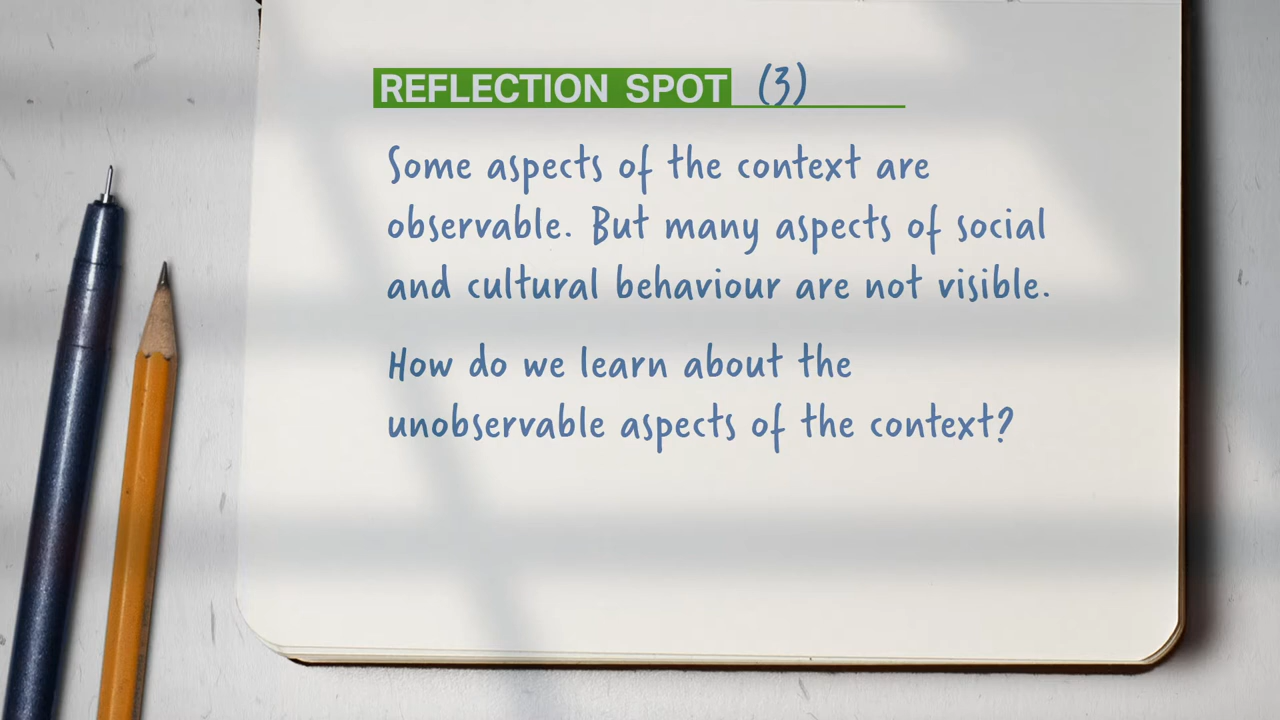 REFLECTION SPOT (3)
Some aspects of the context are
observable. But many aspects of social
and cultural behaviour are not visible.
How do we learn about the
unobservable aspects of the context?